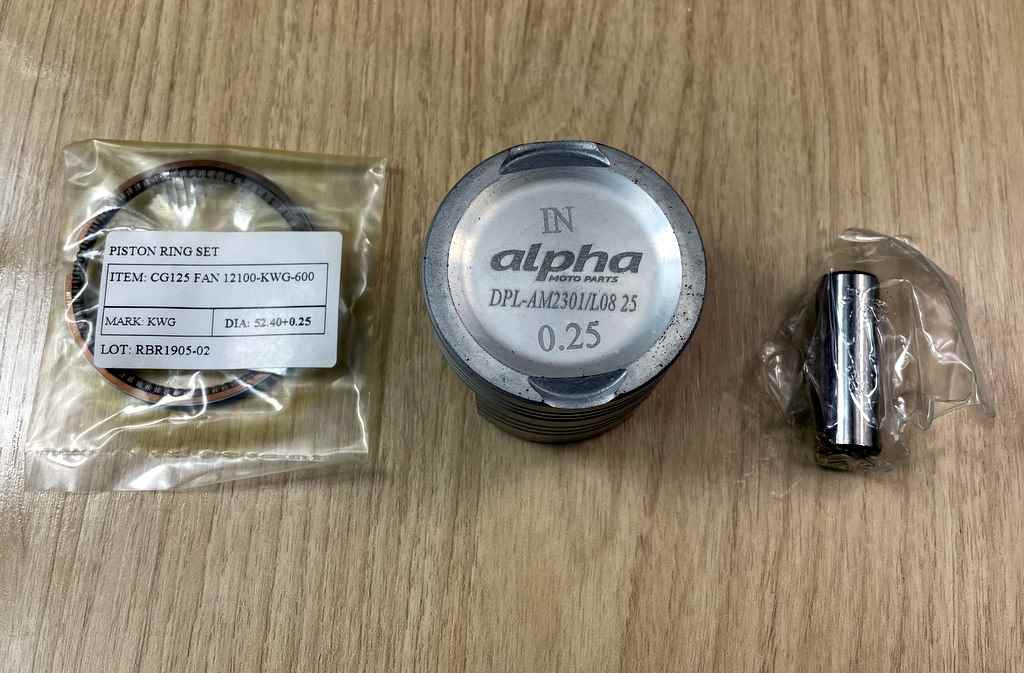 PISTON RING SET
ITEM: CG125 FAN 12100-KWG-600
MARK: KWG
DIA: 52.40+0.25
LOT: RBR1905-02
IN
alpha
MOTO PARTS
DPL-AM2301/L08 25
0.25